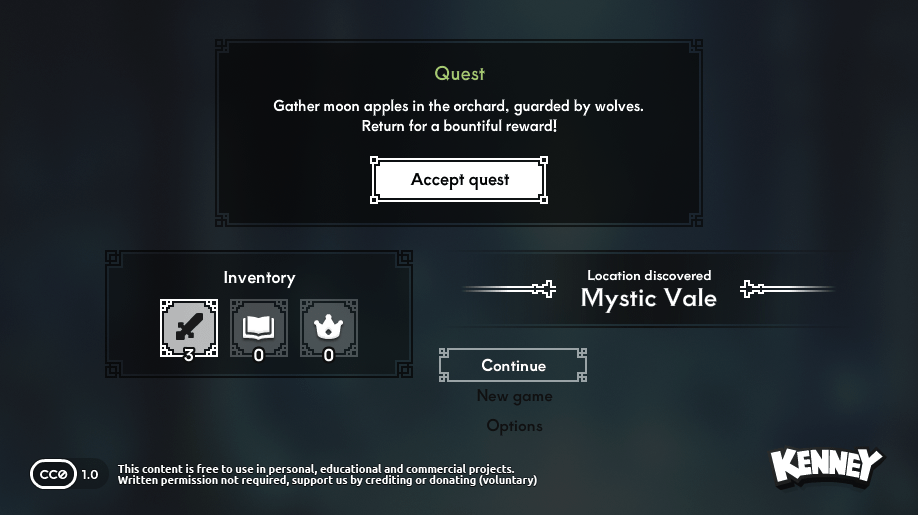 Quest
Gather moon apples in the orchard, guarded by wolves.
Return for a bountiful reward!
Accept quest
Inventory
3
0
0
Location discovered
Mystic Vale
Continue
New game
Options
CC0 1.0
This content is free to use in personal, educational and commercial projects.
Written permission not required, support us by crediting or donating (voluntary)
KENNEY